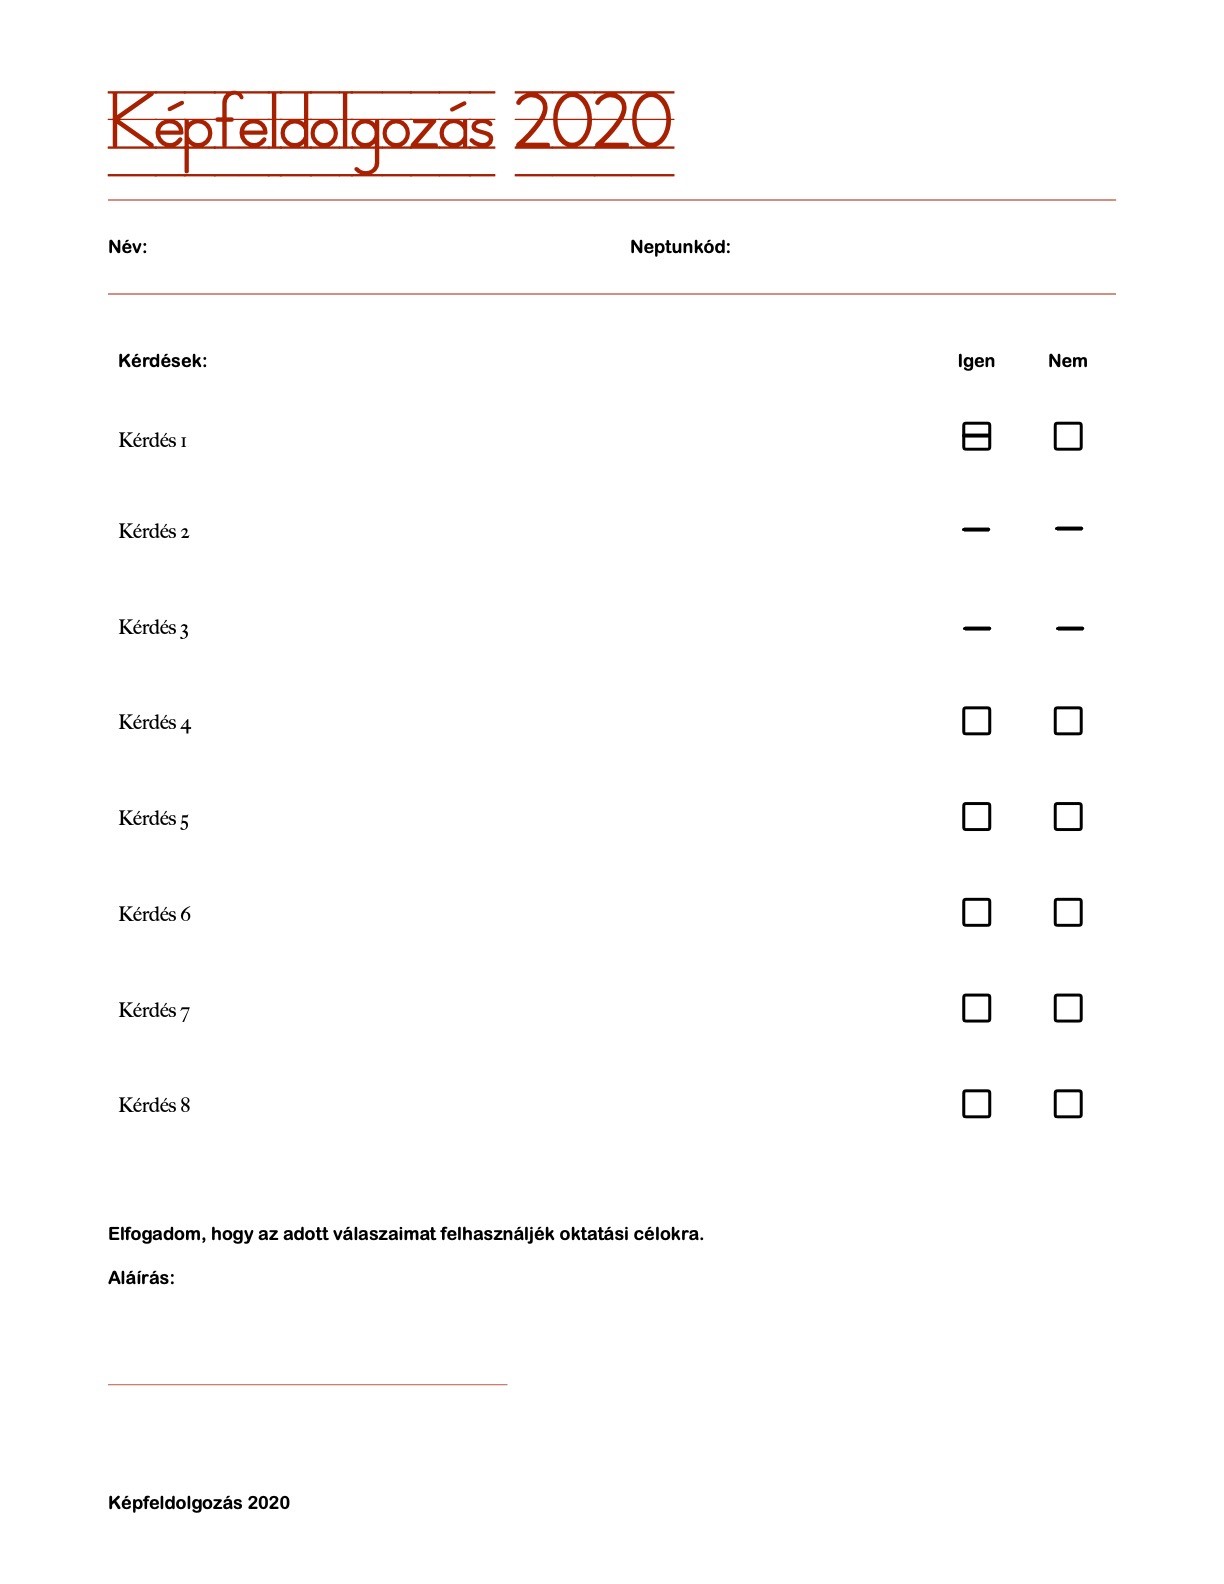 Képfeldolgozás 2020
Név: Neptunkód:
Kérdések: Igen Nem
Kérdés 1
Kérdés 2
Kérdés 3
Kérdés 4
Kérdés 5
Kérdés 6
Kérdés 7
Kérdés 8
Elfogadom, hogy az adott válaszaimat felhasználjék oktatási célokra.
Aláírás:
Képfeldolgozás 2020